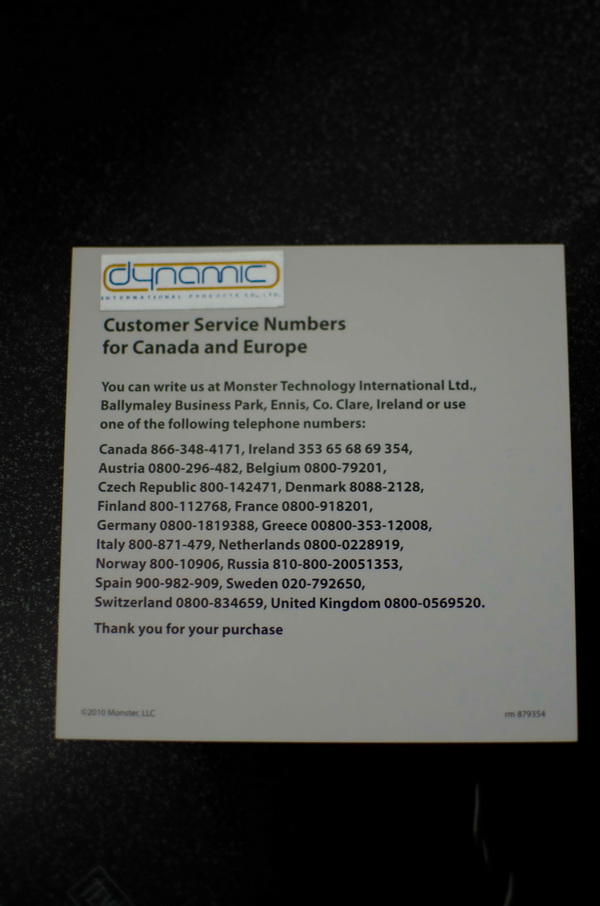 dynamic
INTERNATIONAL PRODUCTS CO., LTD.
Customer Service Numbers
for Canada and Europe
You can write us at Monster Technology International Ltd.,
Ballymaley Business Park, Ennis, Co. Clare, Ireland or use
one of the following telephone numbers:
Canada 866-348-4171, Ireland 353 65 68 69 354,
Austria 0800-296-482, Belgium 0800-79201,
Czech Republic 800-142471, Denmark 8088-2128,
Finland 800-112768, France 0800-918201,
Germany 0800-1819388, Greece 00800-353-12008,
Italy 800-871-479, Netherlands 0800-0228919,
Norway 800-10906, Russia 810-800-20051353,
Spain 900-982-909, Sweden 020-792650,
Switzerland 0800-834659, United Kingdom 0800-0569520.
Thank you for your purchase
©2010 Monster, LLC
rm 879354